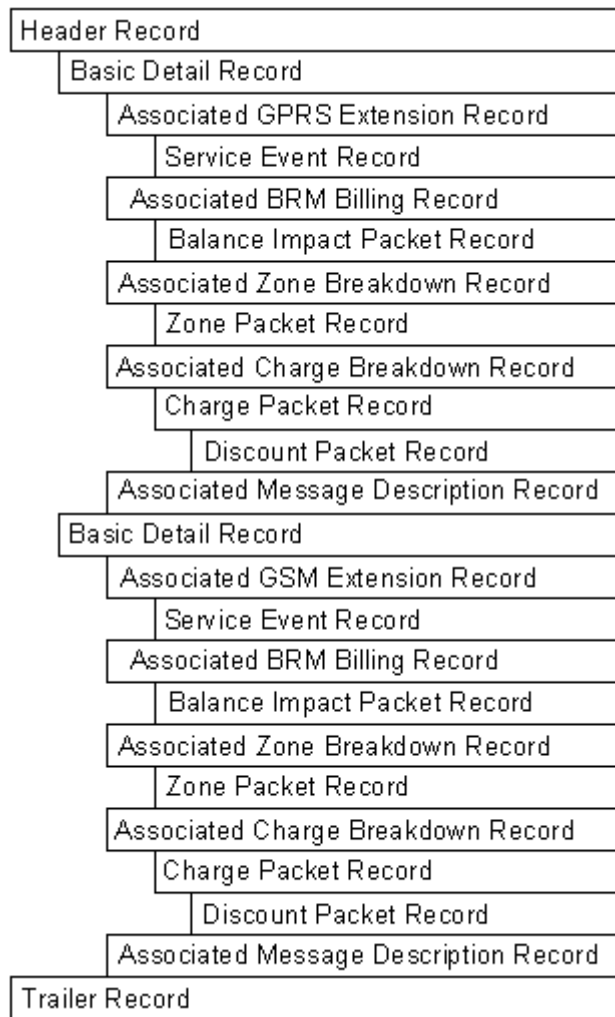 Header Record
Basic Detail Record
Associated GPRS Extension Record
Service Event Record
Associated BRM Billing Record
Balance Impact Packet Record
Associated Zone Breakdown Record
Zone Packet Record
Associated Charge Breakdown Record
Charge Packet Record
Discount Packet Record
Associated Message Description Record
Basic Detail Record
Associated GSM Extension Record
Service Event Record
Associated BRM Billing Record
Balance Impact Packet Record
Associated Zone Breakdown Record
Zone Packet Record
Associated Charge Breakdown Record
Charge Packet Record
Discount Packet Record
Associated Message Description Record
Trailer Record